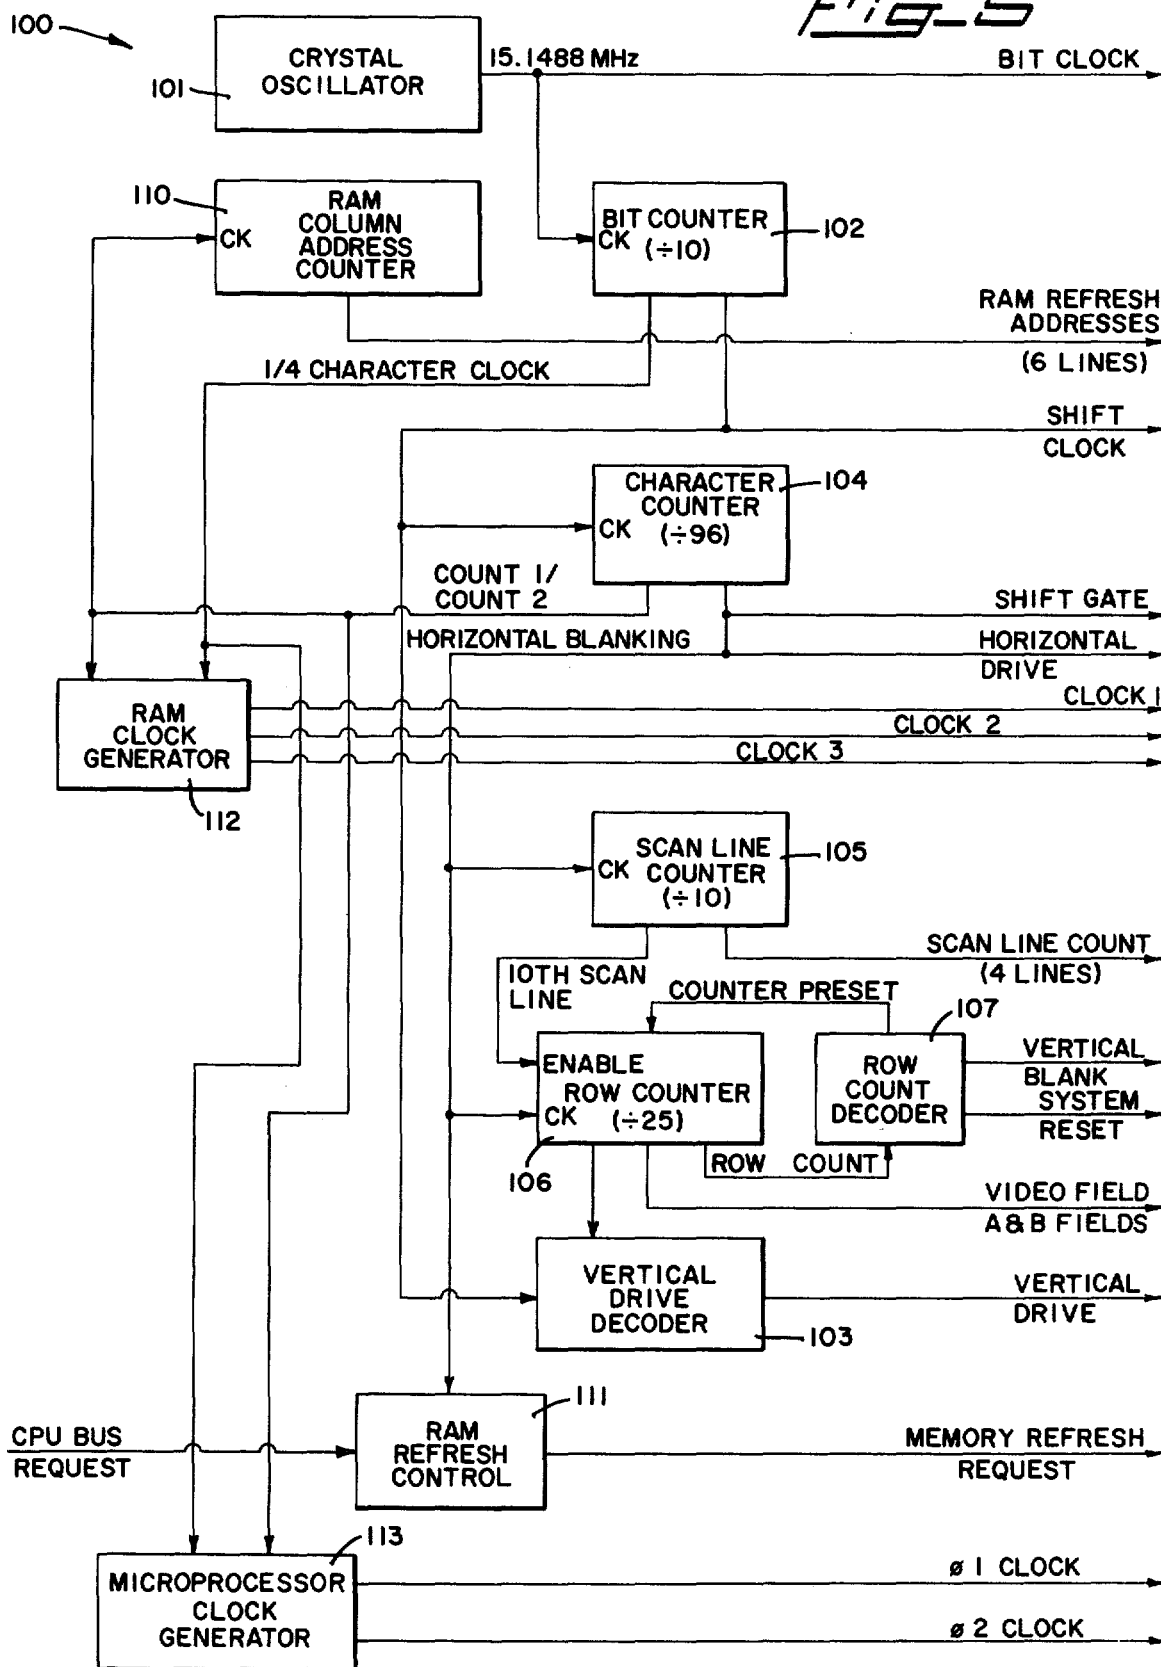 Fig_5
100
CRYSTAL
OSCILLATOR
101
15.1488 MHz
BIT CLOCK
110
RAM
COLUMN
ADDRESS
COUNTER
CK
BIT COUNTER
(÷10)
CK
102
RAM REFRESH
ADDRESSES
(6 LINES)
1/4 CHARACTER CLOCK
SHIFT
CLOCK
CHARACTER
COUNTER
(÷96)
CK
104
COUNT 1/
COUNT 2
SHIFT GATE
HORIZONTAL BLANKING
HORIZONTAL
DRIVE
RAM
CLOCK
GENERATOR
112
CLOCK 1
CLOCK 2
CLOCK 3
SCAN LINE
COUNTER
(÷10)
CK
105
SCAN LINE COUNT
(4 LINES)
10TH SCAN
LINE
COUNTER PRESET
107
ENABLE
ROW COUNTER
CK
(÷25)
106
ROW
COUNT
DECODER
VERTICAL
BLANK
SYSTEM
RESET
ROW COUNT
VIDEO FIELD
A & B FIELDS
VERTICAL
DRIVE
DECODER
103
VERTICAL
DRIVE
111
CPU BUS
REQUEST
RAM
REFRESH
CONTROL
MEMORY REFRESH
REQUEST
113
MICROPROCESSOR
CLOCK
GENERATOR
ø 1 CLOCK
ø 2 CLOCK